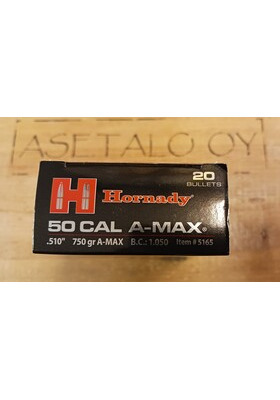 ASETALO OY
20
BULLETS
H Hornady
50 CAL A-MAX®
.510" 750 gr A-MAX B.C.: 1.050 Item # 5165